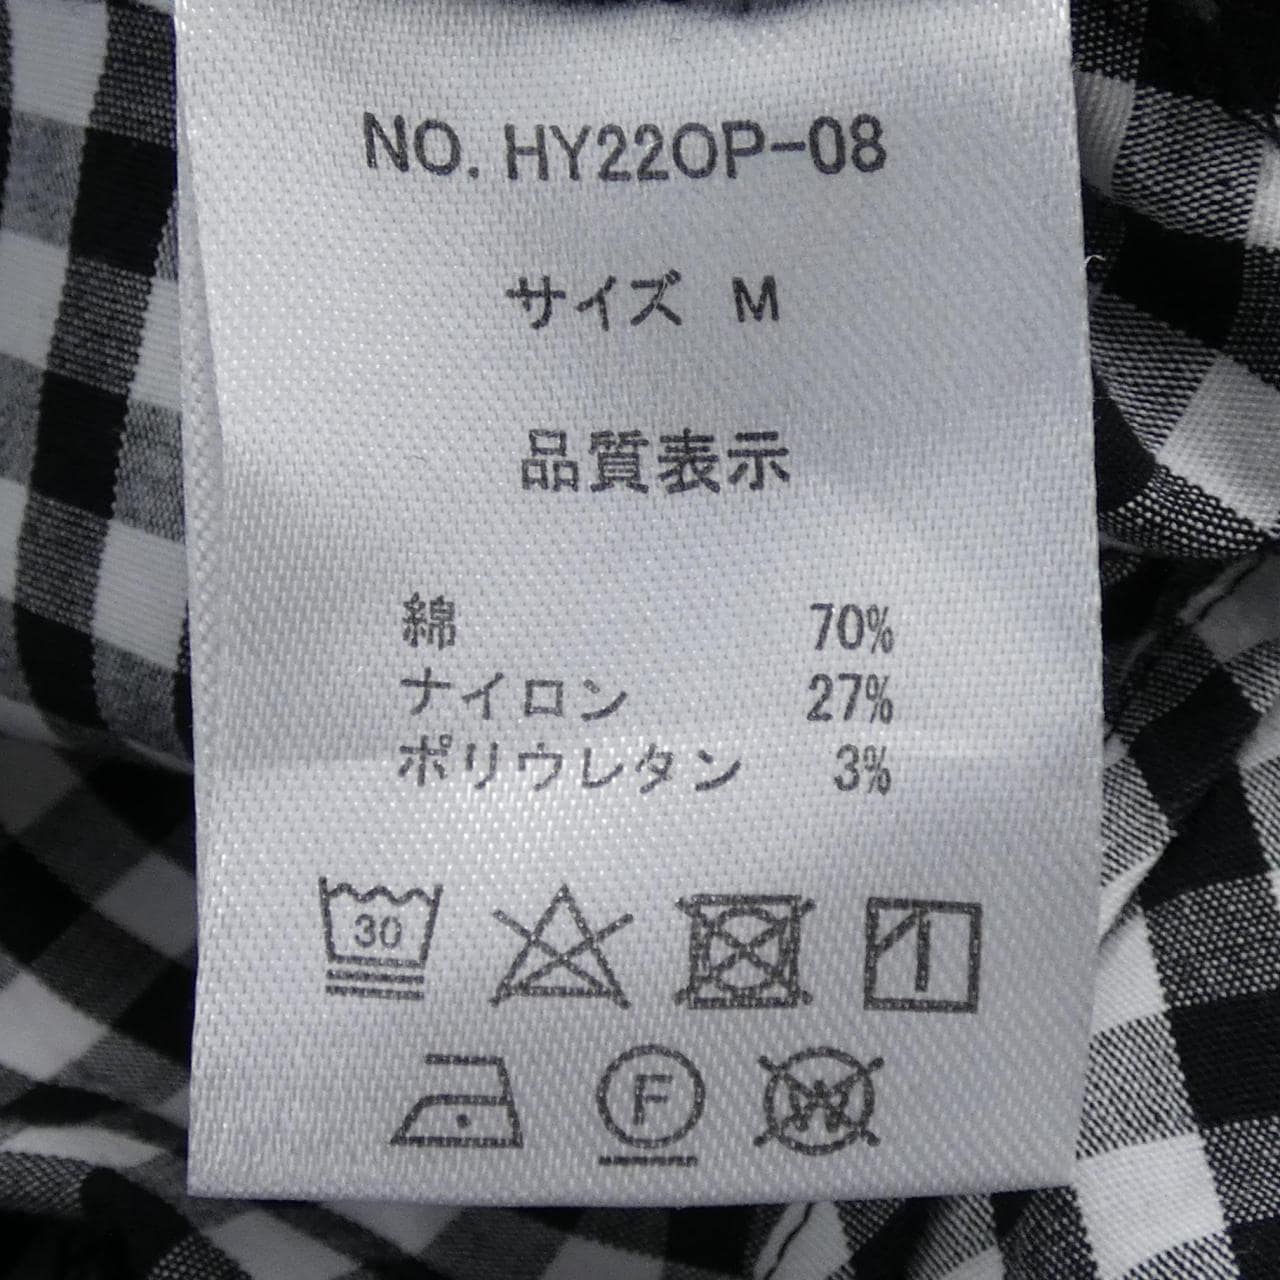 NO. HY22OP-08
サイズ M
品質表示
綿 70%
ナイロン 27%
ポリウレタン 3%
30
F
W